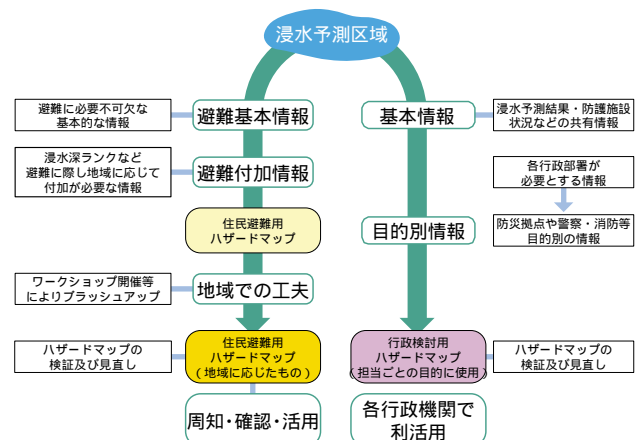 浸水予測区域
避難に必要不可欠な
基本的な情報
避難基本情報
基本情報
浸水予測結果・防護施設
状況などの共有情報
浸水深ランクなど
避難に際し地域に応じて
付加が必要な情報
避難付加情報
各行政部署が
必要とする情報
住民避難用
ハザードマップ
目的別情報
防災拠点や警察・消防等
目的別の情報
ワークショップ開催等
によりブラッシュアップ
地域での工夫
ハザードマップの
検証及び見直し
住民避難用
ハザードマップ
(地域に応じたもの)
行政検討用
ハザードマップ
(担当ごとの目的に使用)
ハザードマップの
検証及び見直し
周知・確認・活用
各行政機関で
利活用